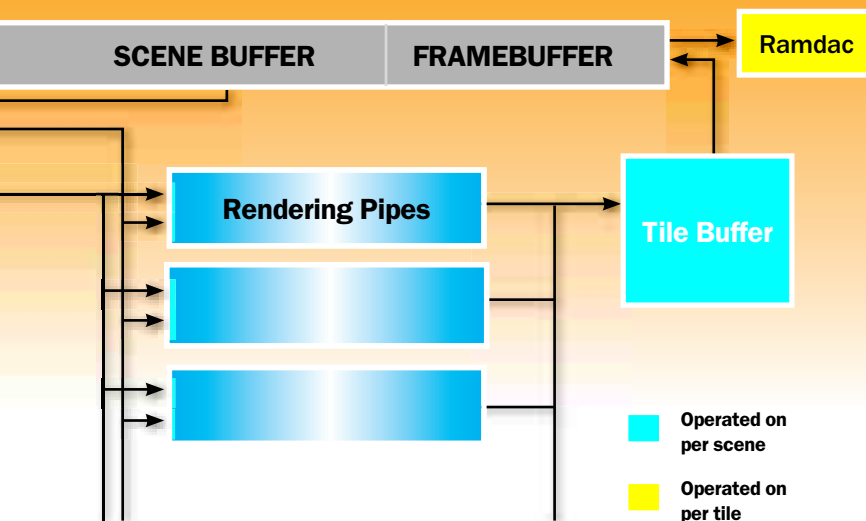 SCENE BUFFER
FRAMEBUFFER
Ramdac
Rendering Pipes
Tile Buffer
Operated on
per scene
Operated on
per tile